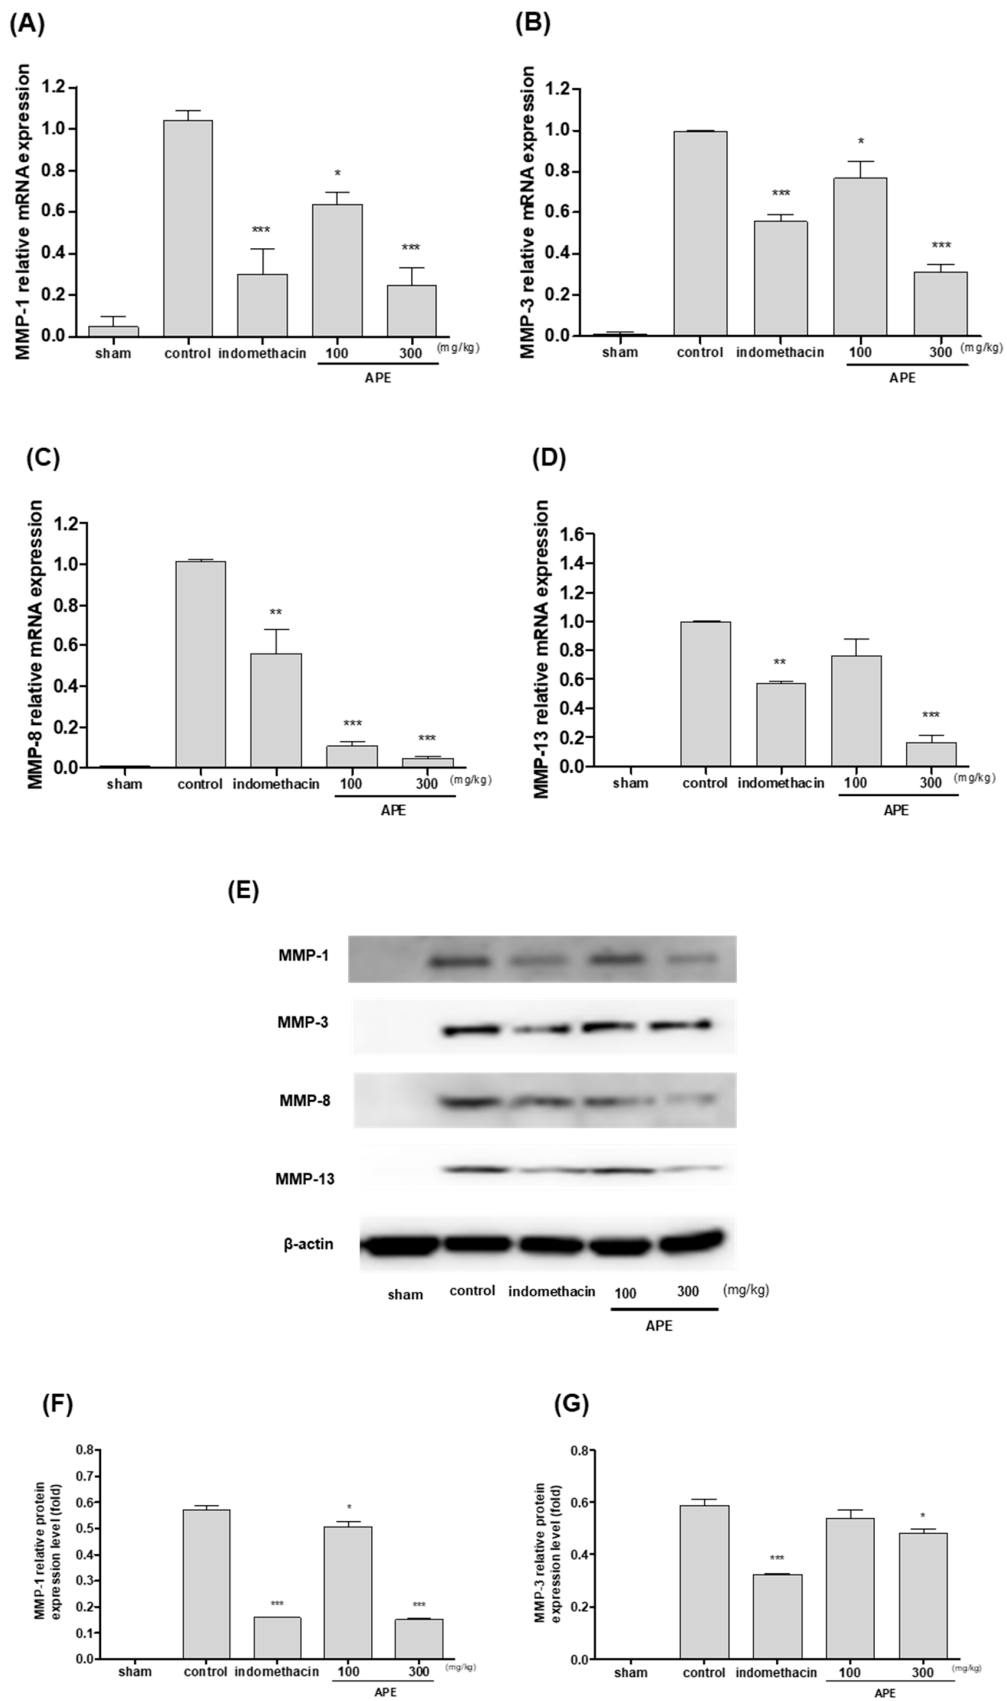 (A)
MMP-1 relative mRNA expression
1.2
1.0
0.8
0.6
0.4
0.2
0.0
***
*
***
sham control indomethacin 100 300 (mg/kg)
APE
(B)
MMP-3 relative mRNA expression
1.2
1.0
0.8
0.6
0.4
0.2
0.0
***
*
***
sham control indomethacin 100 300 (mg/kg)
APE
(C)
MMP-8 relative mRNA expression
1.2
1.0
0.8
0.6
0.4
0.2
0.0
**
***
***
sham control indomethacin 100 300 (mg/kg)
APE
(D)
MMP-13 relative mRNA expression
1.6
1.4
1.2
1.0
0.8
0.6
0.4
0.2
0.0
**
***
sham control indomethacin 100 300 (mg/kg)
APE
(E)
MMP-1
MMP-3
MMP-8
MMP-13
β-actin
sham control indomethacin 100 300 (mg/kg)
APE
(F)
MMP-1 relative protein
expression level (fold)
0.8
0.7
0.6
0.5
0.4
0.3
0.2
0.1
0.0
***
*
***
sham control indomethacin 100 300 (mg/kg)
APE
(G)
MMP-3 relative protein
expression level (fold)
0.8
0.6
0.4
0.2
0.0
***
*
sham control indomethacin 100 300 (mg/kg)
APE